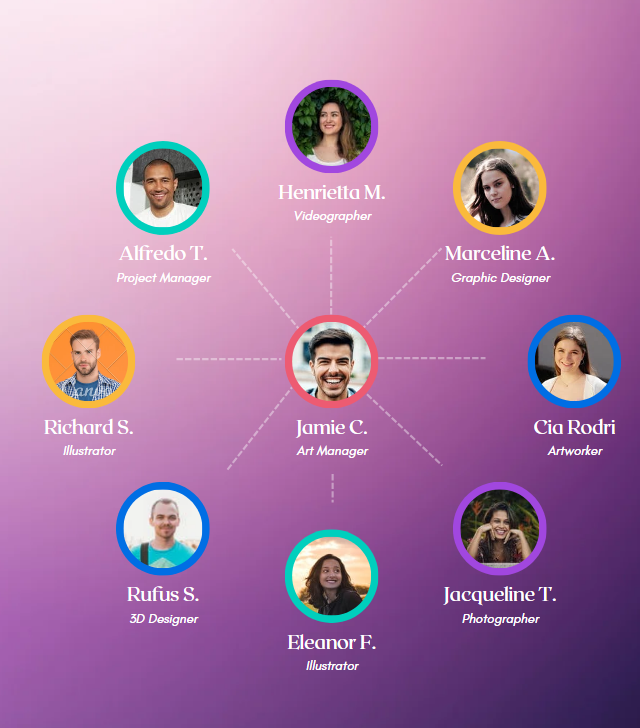 Henrietta M.
Videographer
Alfredo T.
Project Manager
Marceline A.
Graphic Designer
Richard S.
Illustrator
Jamie C.
Art Manager
Cia Rodri
Artworker
Rufus S.
3D Designer
Jacqueline T.
Photographer
Eleanor F.
Illustrator